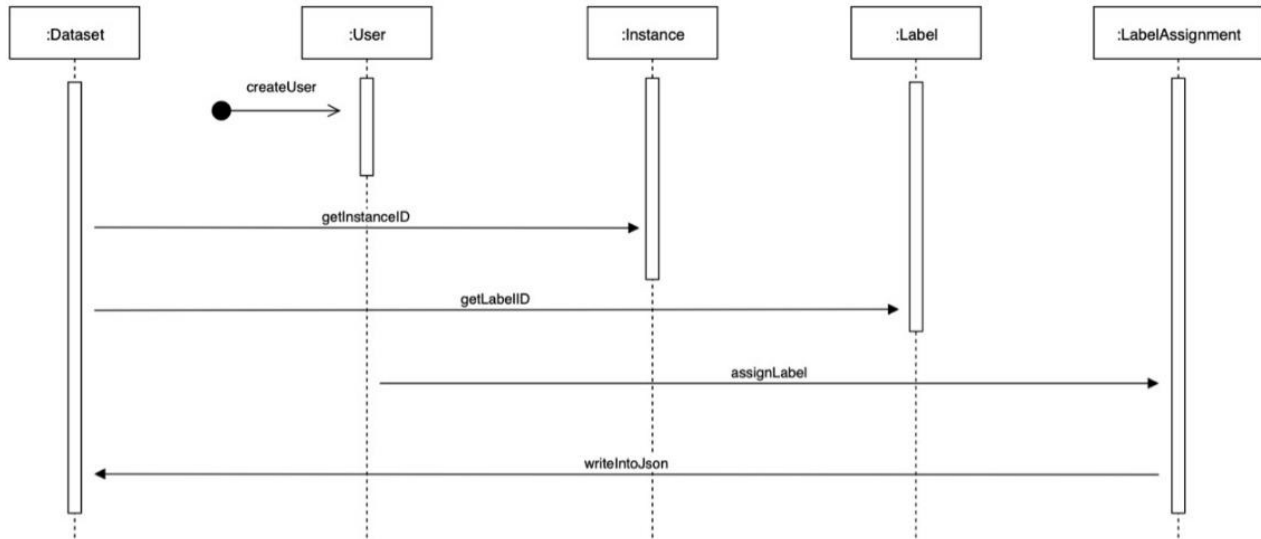 :Dataset
:User
:Instance
:Label
:LabelAssignment
createUser
getInstanceID
getLabelID
assignLabel
writeIntoJson